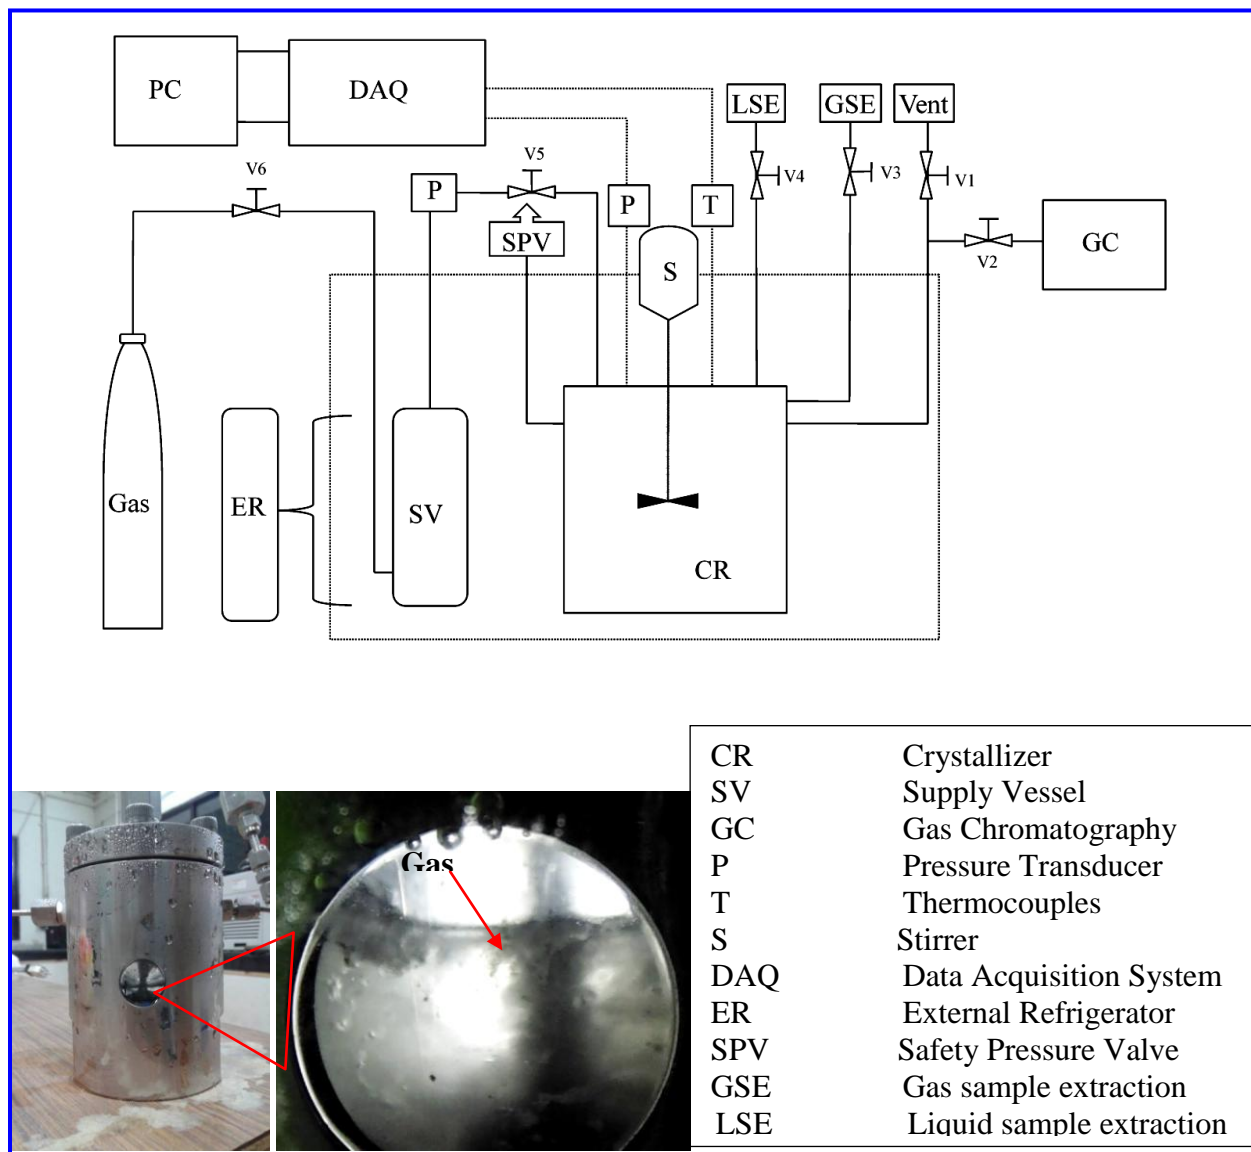 PC
DAQ
LSE
GSE
Vent
V6
V5
V4
V3
V1
P
P
T
SPV
S
V2
GC
Gas
ER
SV
CR
Gas
CR Crystallizer
SV Supply Vessel
GC Gas Chromatography
P Pressure Transducer
T Thermocouples
S Stirrer
DAQ Data Acquisition System
ER External Refrigerator
SPV Safety Pressure Valve
GSE Gas sample extraction
LSE Liquid sample extraction